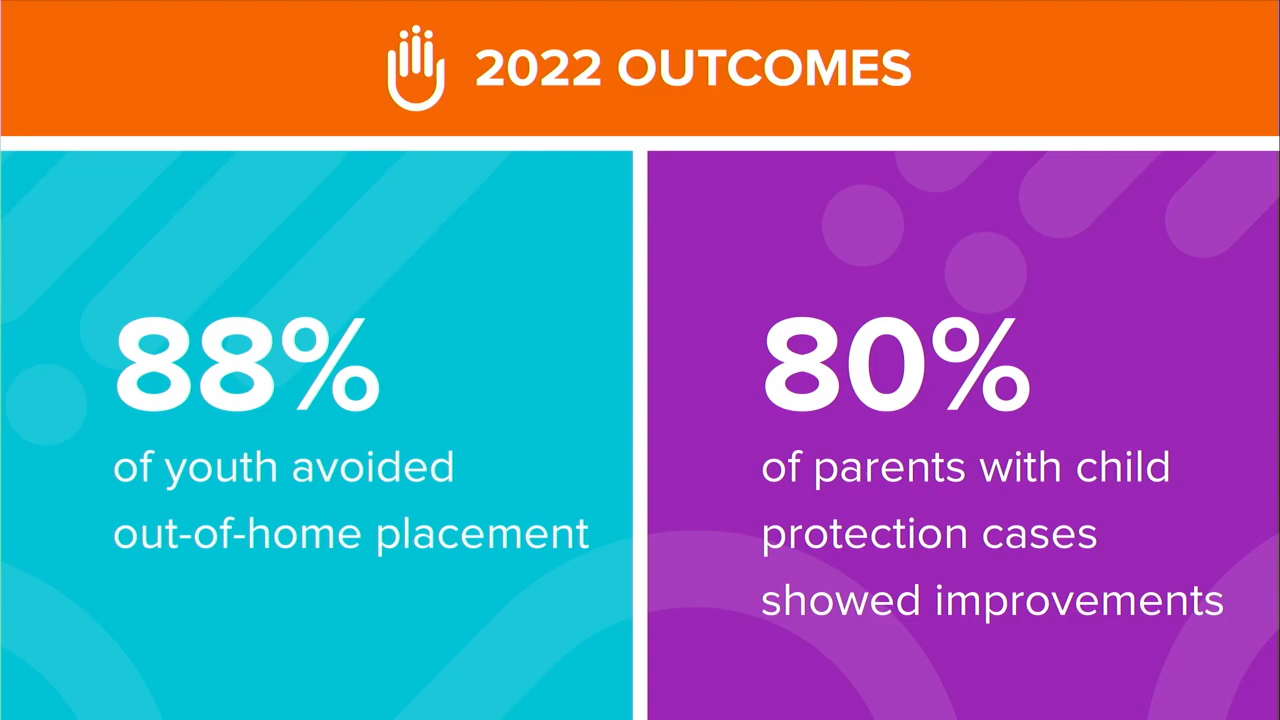 2022 OUTCOMES
88%
of youth avoided
out-of-home placement
80%
of parents with child
protection cases
showed improvements